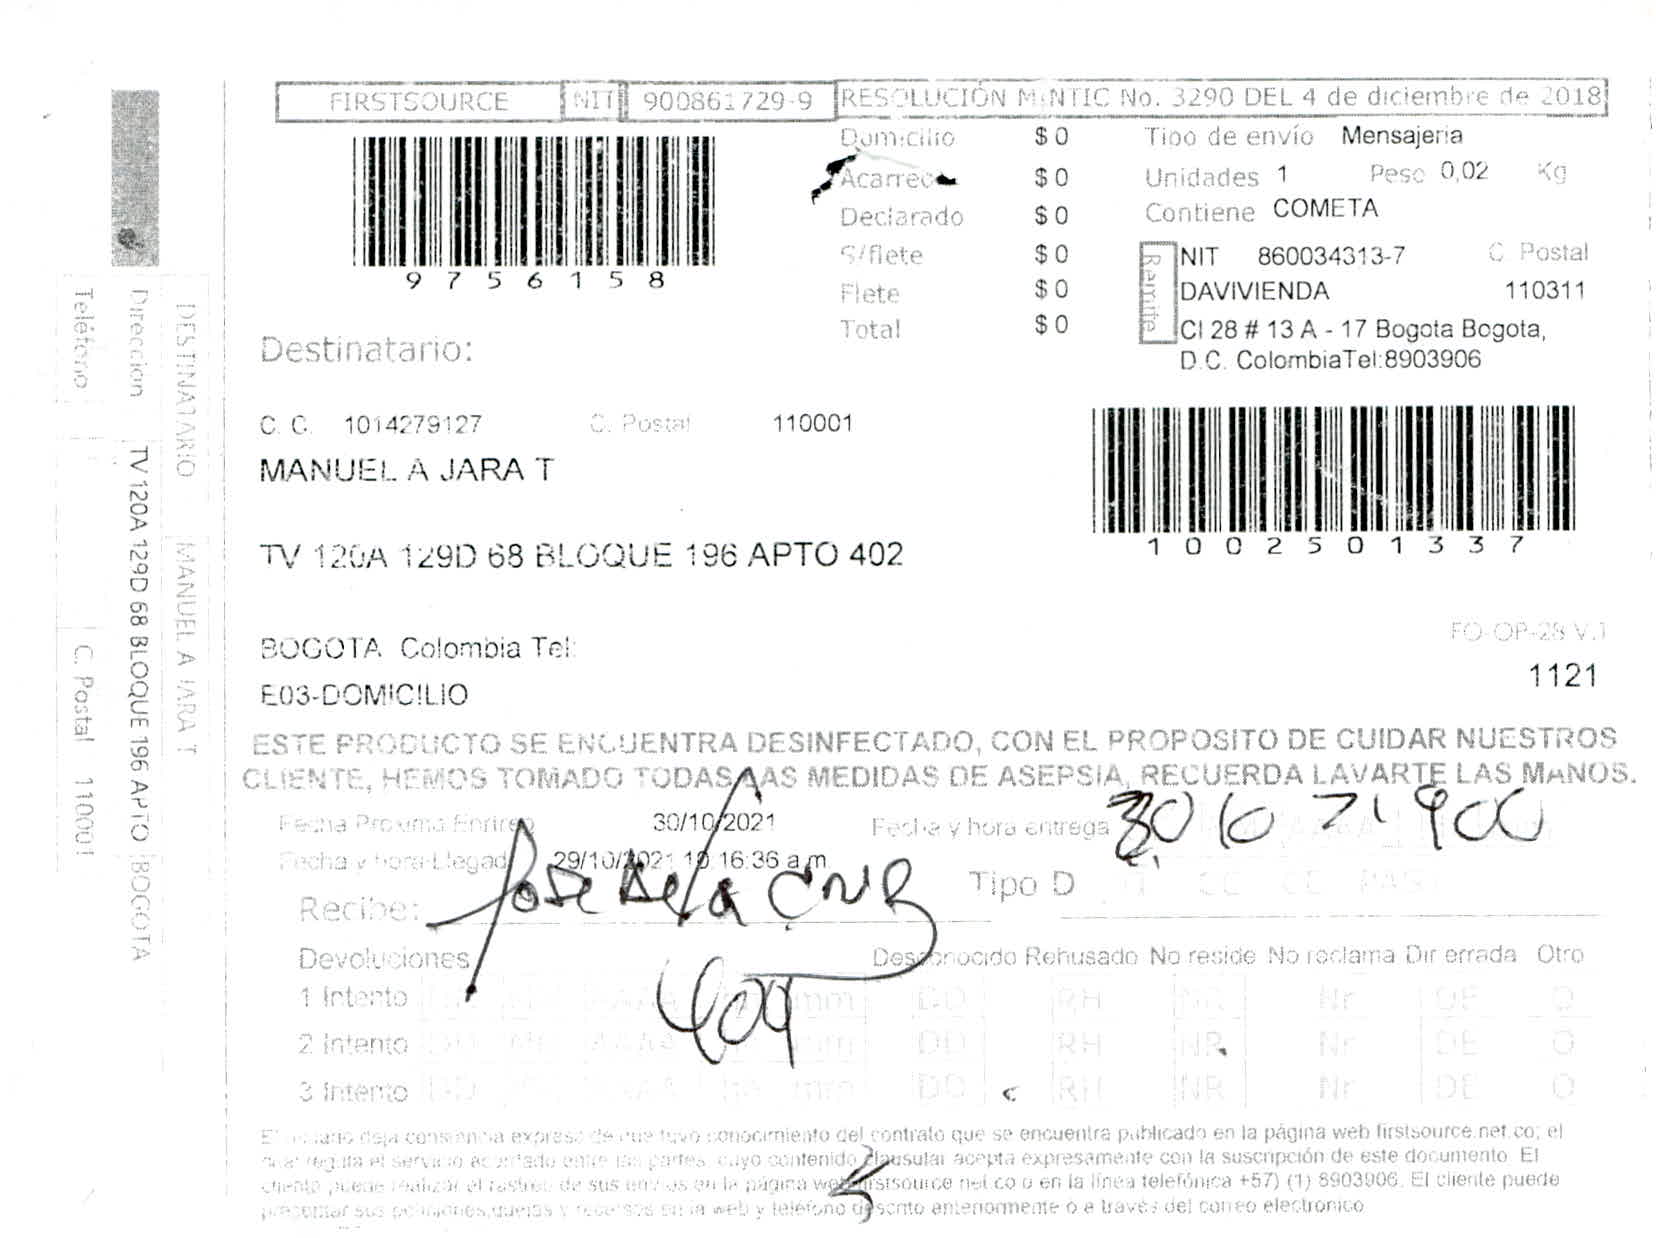 FIRSTSOURCE NIT 900861729-9 RESOLUCIÓN MINTIC No. 3290 DEL 4 de diciembre de 2018
9756158
Domicilio $ 0
Acarreo $ 0
Declarado $ 0
S/flete $ 0
Flete $ 0
Total $ 0
Tipo de envío Mensajeria
Unidades 1 Peso 0,02 Kg
Contiene COMETA
Remite
NIT 860034313-7 C Postal
DAVIVIENDA 110311
Cl 28 # 13 A - 17 Bogota Bogota,
D.C. ColombiaTel:8903906
Destinatario:
C. C. 1014279127 C. Postal 110001
MANUEL A JARA T
1002501337
TV 120A 129D 68 BLOQUE 196 APTO 402
FO-OP-28 V.1
BOGOTA Colombia Tel:
1121
E03-DOMICILIO
ESTE PRODUCTO SE ENCUENTRA DESINFECTADO, CON EL PROPOSITO DE CUIDAR NUESTROS
CLIENTE, HEMOS TOMADO TODAS LAS MEDIDAS DE ASEPSIA, RECUERDA LAVARTE LAS MANOS.
Fecha Proxima Entrega 30/10/2021 Fecha y hora entrega 30 10 21 900
Fecha y hora Llegad 29/10/2021 10 16:36 a.m.
Tipo D CC CE PAS
Recibe: Jose De la Cruz
Devoluciones Desconocido Rehusado No reside No reclama Dir errada Otro
1 Intento AAAA mm DD RH NR Nr DE O
2 Intento AAAA mm DD RH NR Nr DE O
3 Intento DD AAAA mm DD RH NR Nr DE O
El usuario deja constancia expresa de que tuvo conocimiento del contrato que se encuentra publicado en la página web firstsource.net.co; el
cual regula el servicio acordado entre las partes, cuyo contenido clausular acepta expresamente con la suscripción de este documento. El
cliente puede realizar el rastreo de sus envíos en la página web firstsource.net.co o en la línea telefónica +57) (1) 8903906. El cliente puede
presentar sus peticiones, quejas y recursos en la web y teléfono descrito anteriormente o a través del correo electrónico
DESTINATARIO MANUEL A JARA T
Direccion TV 120A 129D 68 BLOQUE 196 APTO BOGOTA
Teléfono C. Postal 110001